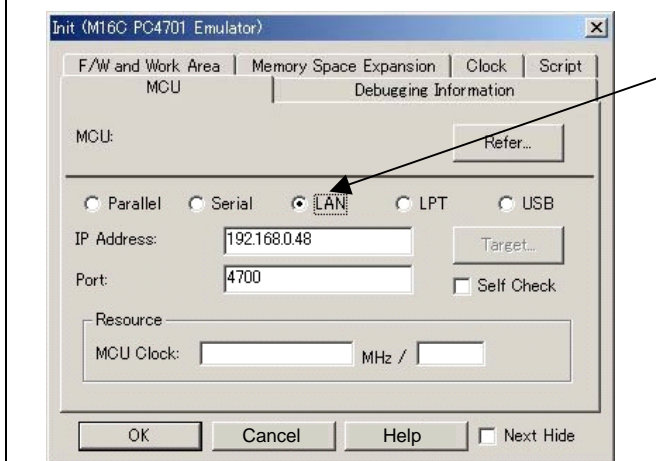 Init (M16C PC4701 Emulator)
F/W and Work Area Memory Space Expansion Clock Script
MCU Debugging Information
MCU: Refer...
Parallel Serial LAN LPT USB
IP Address: 192.168.0.48 Target...
Port: 4700 Self Check
Resource
MCU Clock: MHz /
OK Cancel Help Next Hide